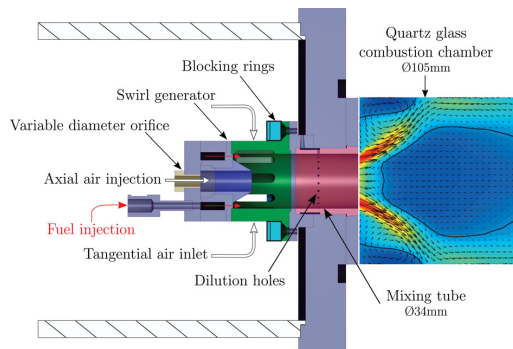 Quartz glass
combustion chamber
Ø105mm
Blocking rings
Swirl generator
Variable diameter orifice
Axial air injection
Fuel injection
Tangential air inlet
Dilution holes
Mixing tube
Ø34mm